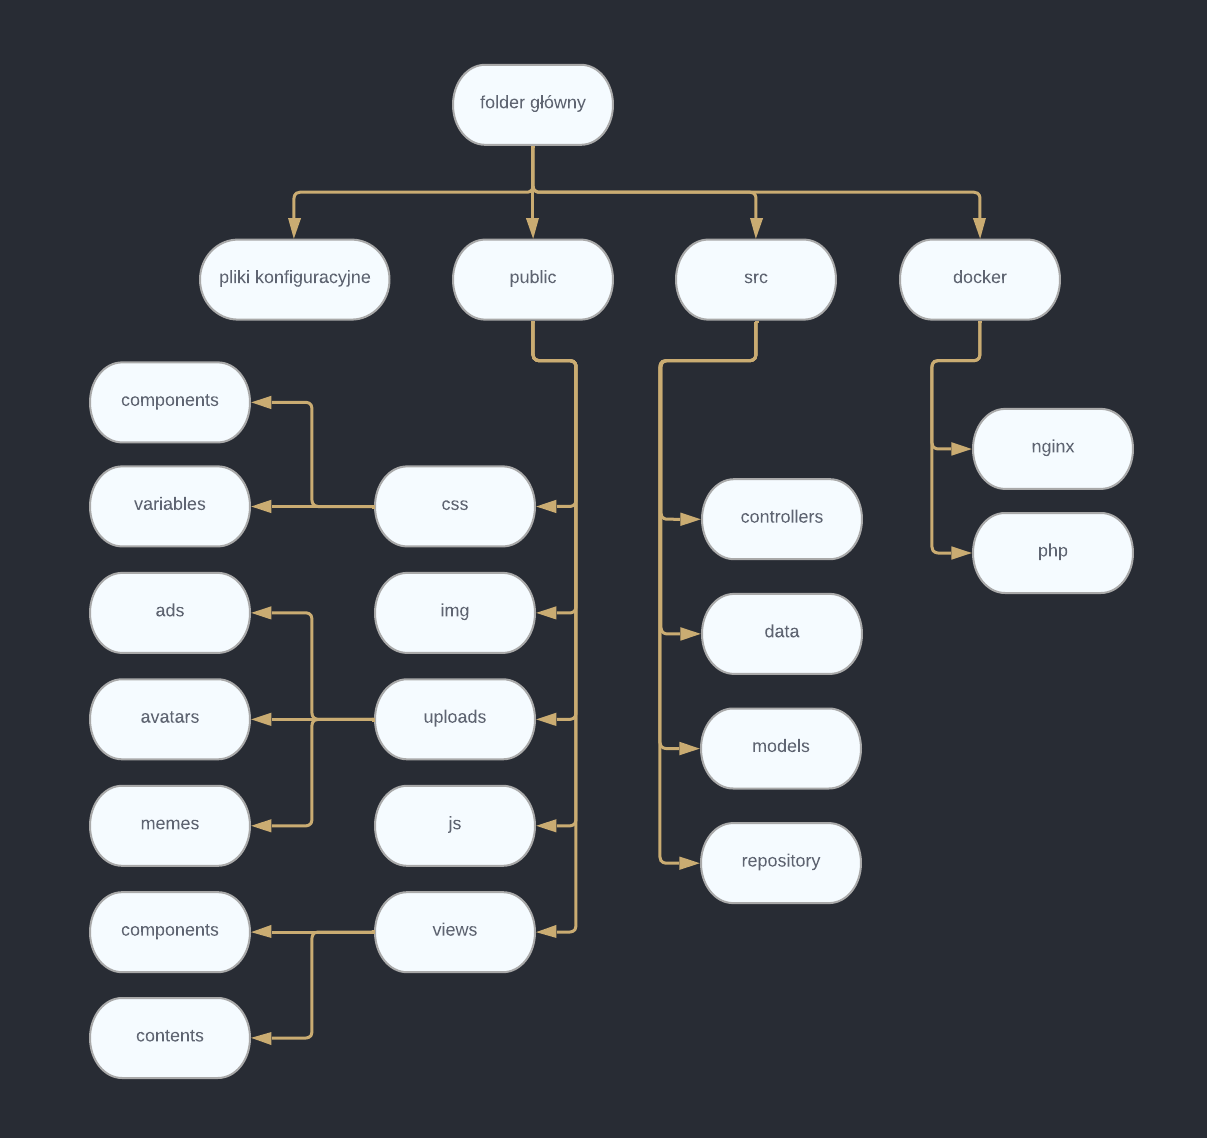 folder główny
pliki konfiguracyjne
public
src
docker
components
variables
css
ads
img
avatars
uploads
memes
js
components
views
contents
controllers
data
models
repository
nginx
php